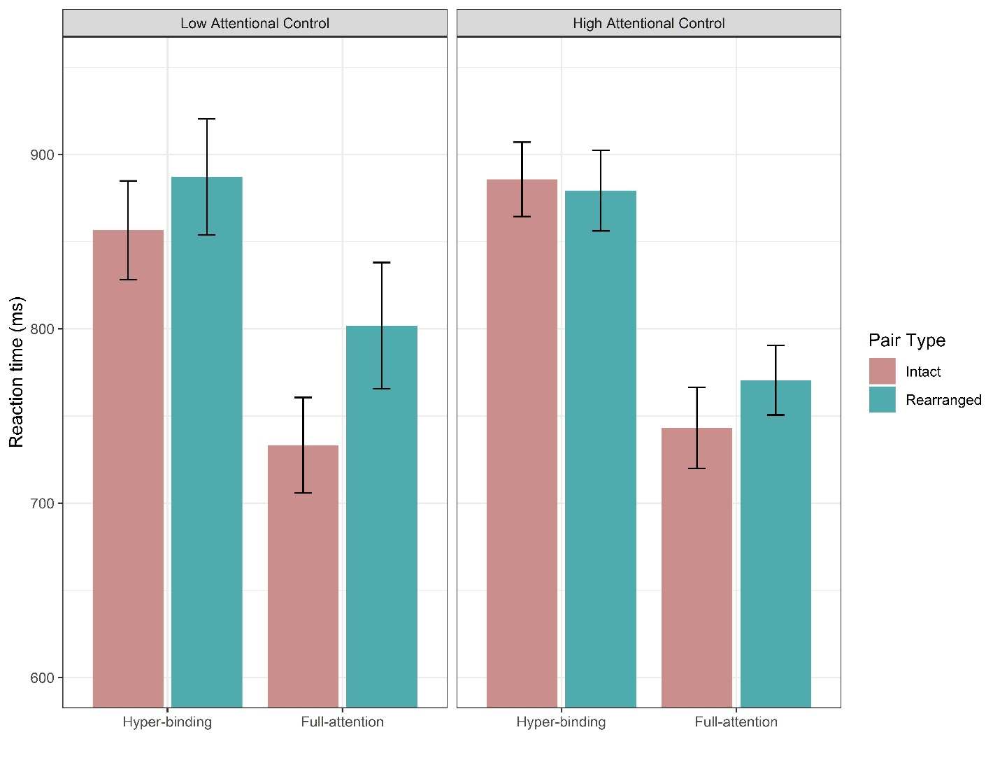 Low Attentional Control
High Attentional Control
Reaction time (ms)
900
800
700
600
Hyper-binding
Full-attention
Hyper-binding
Full-attention
Pair Type
Intact
Rearranged